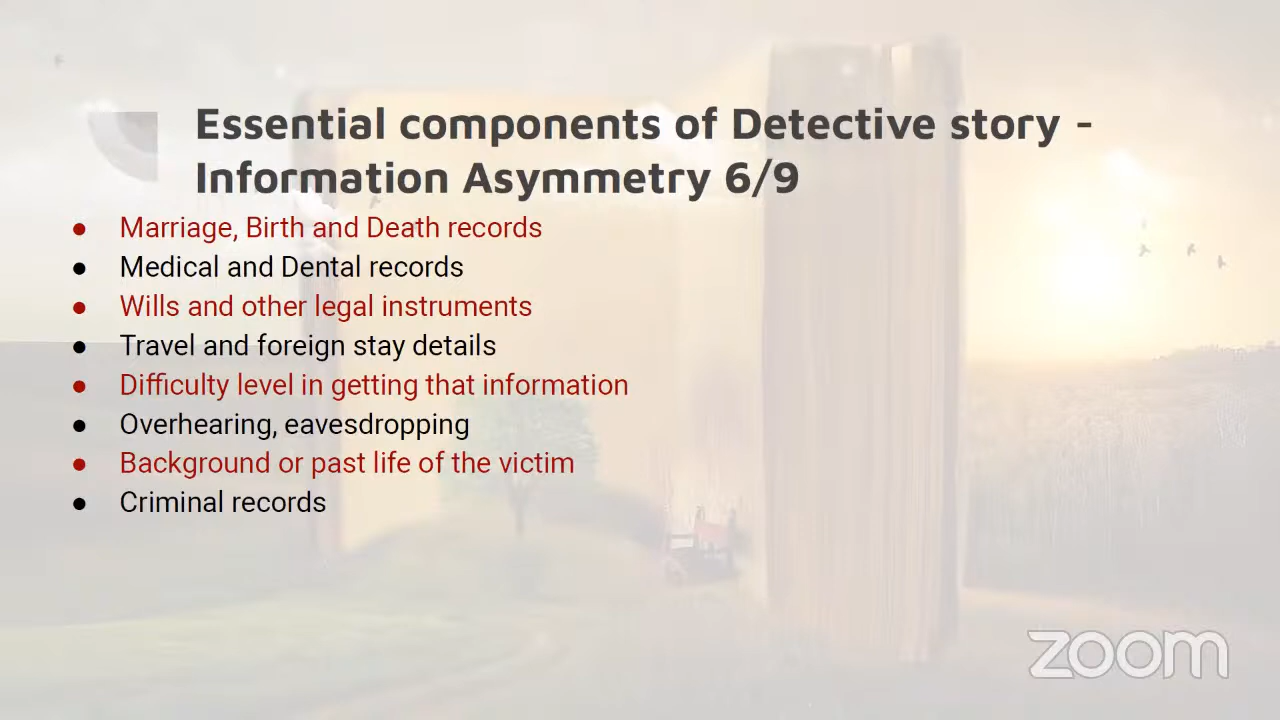 Essential components of Detective story -
Information Asymmetry 6/9
● Marriage, Birth and Death records
● Medical and Dental records
● Wills and other legal instruments
● Travel and foreign stay details
● Difficulty level in getting that information
● Overhearing, eavesdropping
● Background or past life of the victim
● Criminal records
zoom